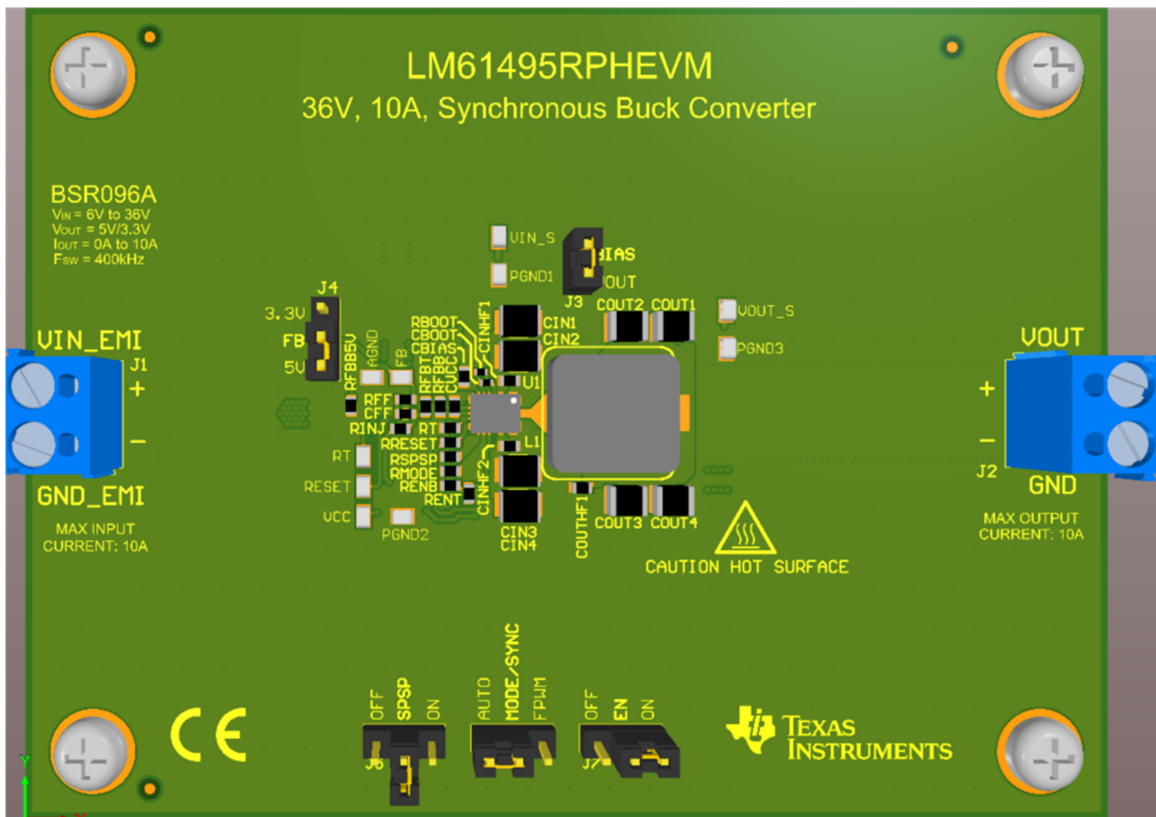 LM61495RPHEVM
36V, 10A, Synchronous Buck Converter
BSR096A
VIN = 6V to 36V
VOUT = 5V/3.3V
IOUT = 0A to 10A
FSW = 400kHz
VIN_S
PGND1
BIAS
VOUT
J3
J4
3.3V
FB
5V
VIN_EMI
J1
+
-
GND_EMI
MAX INPUT
CURRENT: 10A
RFBB5V
AGND
FB
RBOOT
CBOOT
CBIAS
CINHF1
CIN1
CIN2
RFBT
RFBB
CVCC
U1
RFF
CFF
RINJ
RT
RRESET
RSPSP
RMODE
RENB
RENT
RT
RESET
VCC
PGND2
L1
CINHF2
CIN3
CIN4
COUT2
COUT1
VOUT_S
PGND3
COUTHF1
COUT3
COUT4
CAUTION HOT SURFACE
VOUT
+
-
J2
GND
MAX OUTPUT
CURRENT: 10A
CE
OFF
SPSP
ON
J6
AUTO
MODE/SYNC
FPWM
OFF
EN
ON
J7
TEXAS
INSTRUMENTS
Y